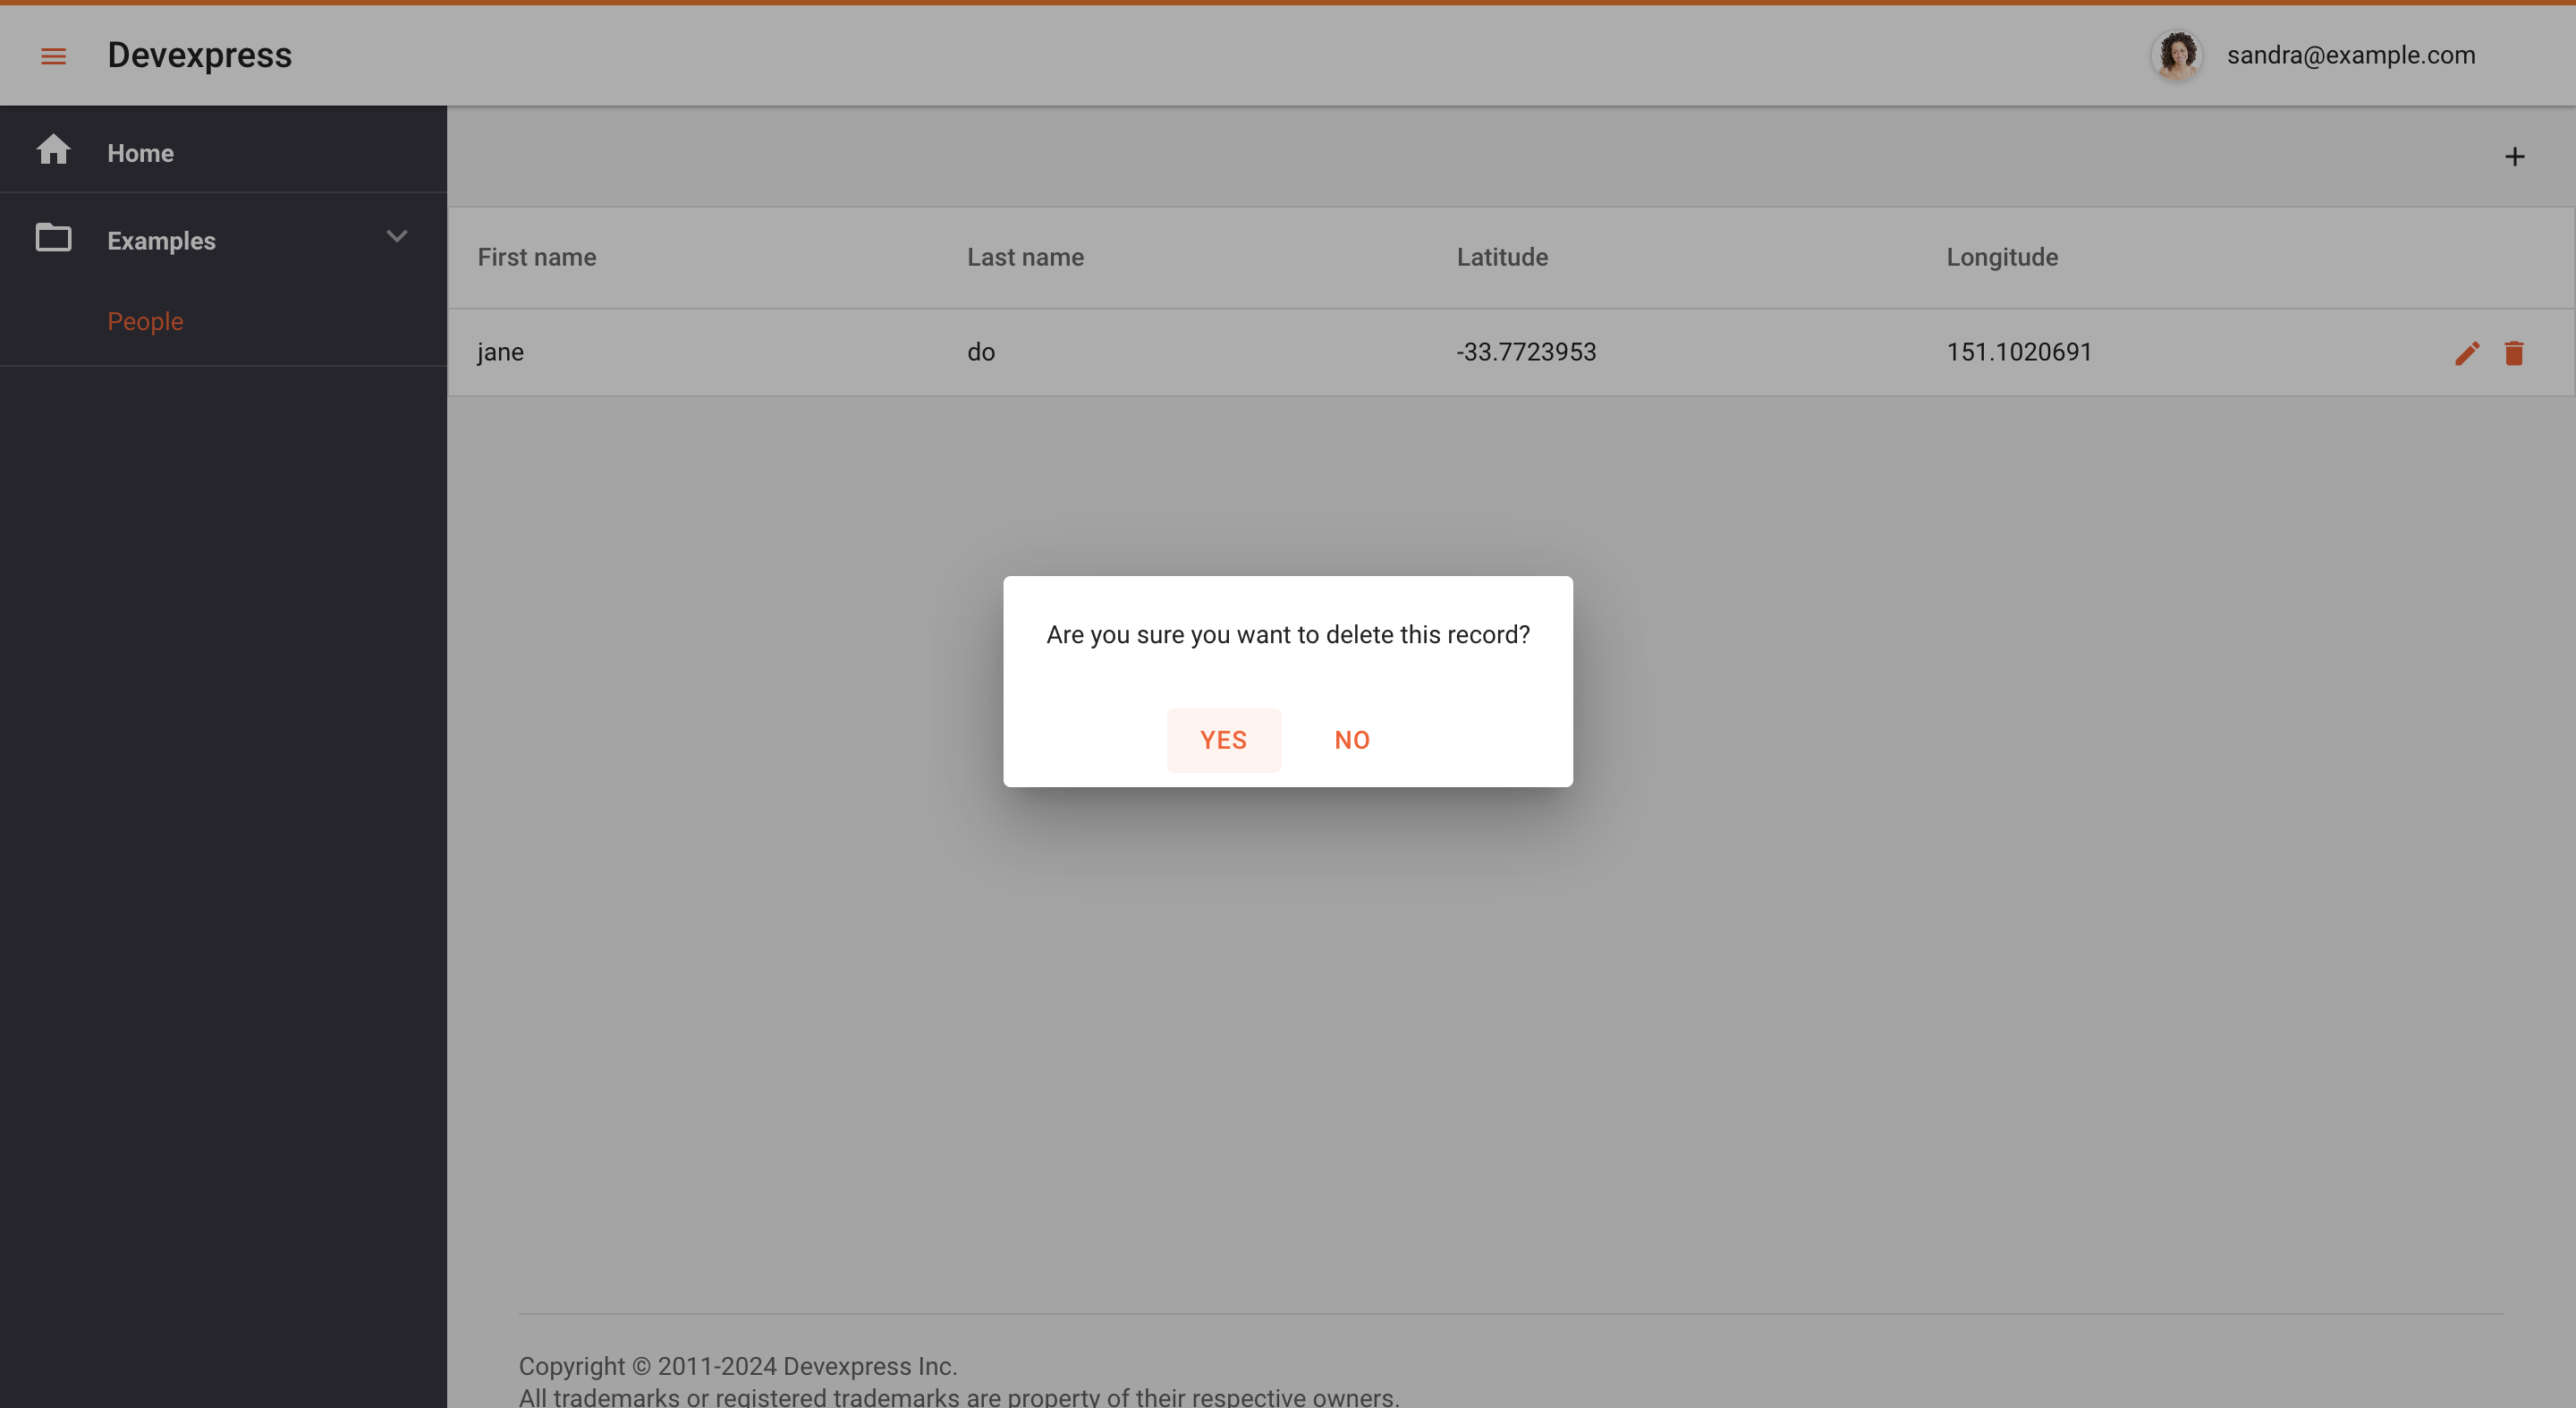 Devexpress
sandra@example.com
Home
Examples
People
First name Last name Latitude Longitude
jane do -33.7723953 151.1020691
Are you sure you want to delete this record?
YES NO
Copyright © 2011-2024 Devexpress Inc.
All trademarks or registered trademarks are property of their respective owners.